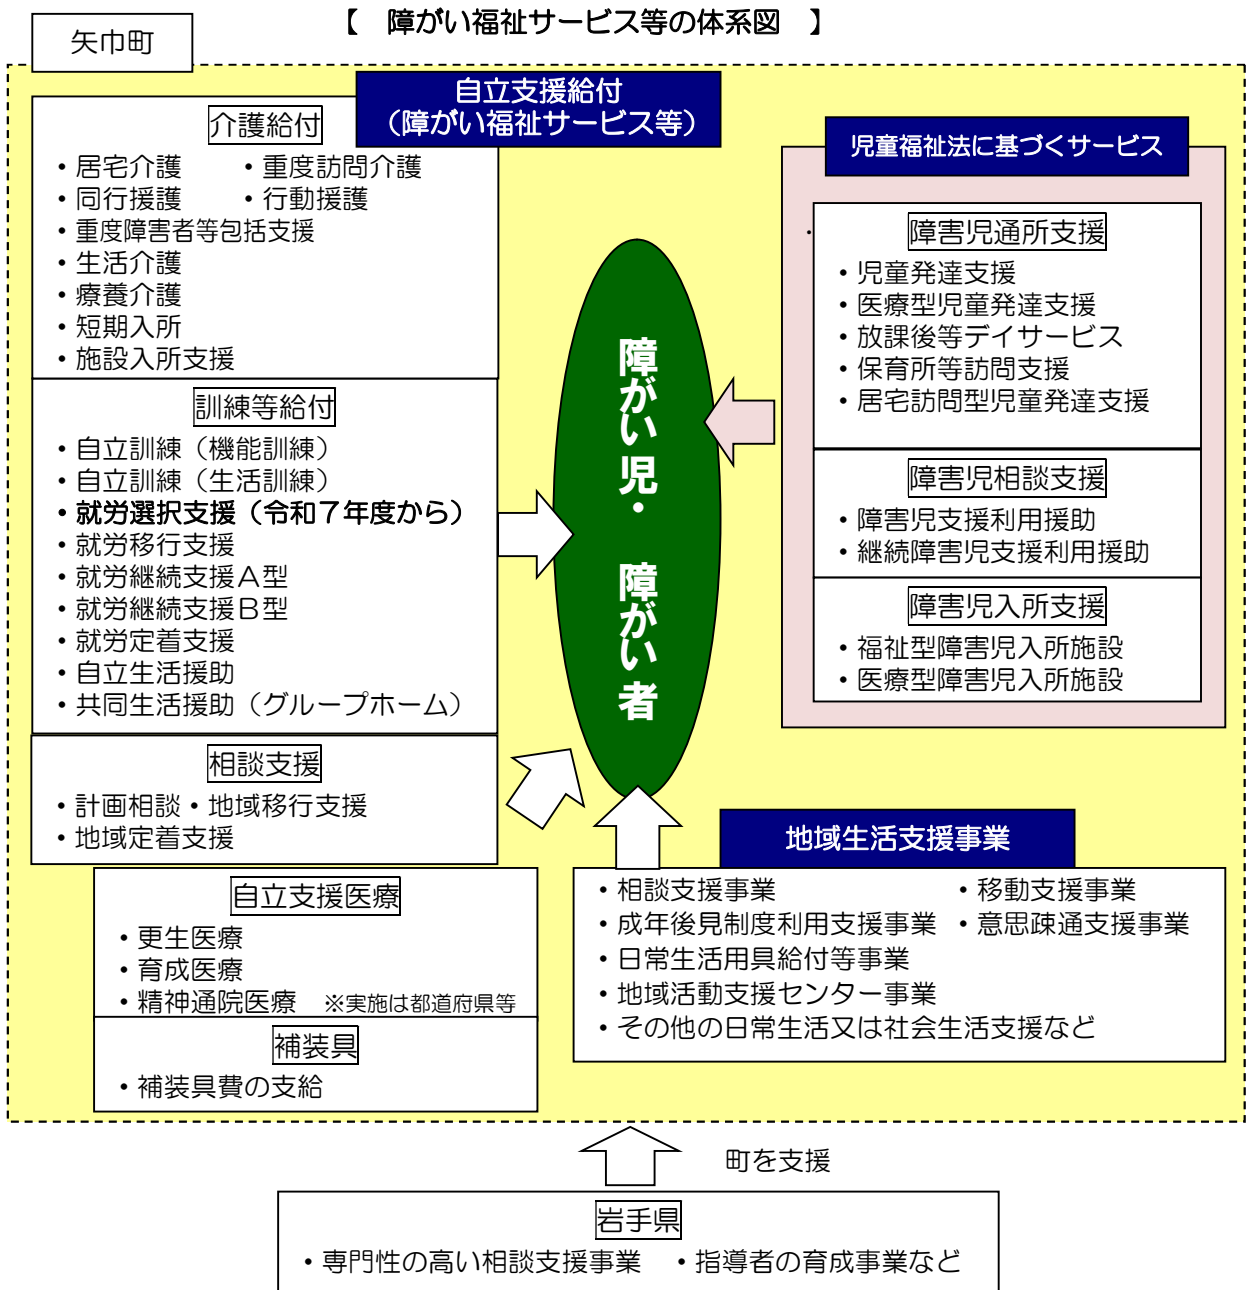 【　障がい福祉サービス等の体系図　】
矢巾町
自立支援給付
（障がい福祉サービス等）
介護給付
・居宅介護　　・重度訪問介護
・同行援護　　・行動援護
・重度障害者等包括支援
・生活介護
・療養介護
・短期入所
・施設入所支援
訓練等給付
・自立訓練（機能訓練）
・自立訓練（生活訓練）
・就労選択支援（令和７年度から）
・就労移行支援
・就労継続支援Ａ型
・就労継続支援Ｂ型
・就労定着支援
・自立生活援助
・共同生活援助（グループホーム）
相談支援
・計画相談・地域移行支援
・地域定着支援
自立支援医療
・更生医療
・育成医療
・精神通院医療　※実施は都道府県等
補装具
・補装具費の支給
障がい児・　障がい者
児童福祉法に基づくサービス
・
障害児通所支援
・児童発達支援
・医療型児童発達支援
・放課後等デイサービス
・保育所等訪問支援
・居宅訪問型児童発達支援
障害児相談支援
・障害児支援利用援助
・継続障害児支援利用援助
障害児入所支援
・福祉型障害児入所施設
・医療型障害児入所施設
地域生活支援事業
・相談支援事業　　　　　　・移動支援事業
・成年後見制度利用支援事業　・意思疎通支援事業
・日常生活用具給付等事業
・地域活動支援センター事業
・その他の日常生活又は社会生活支援など
町を支援
岩手県
・専門性の高い相談支援事業　・指導者の育成事業など